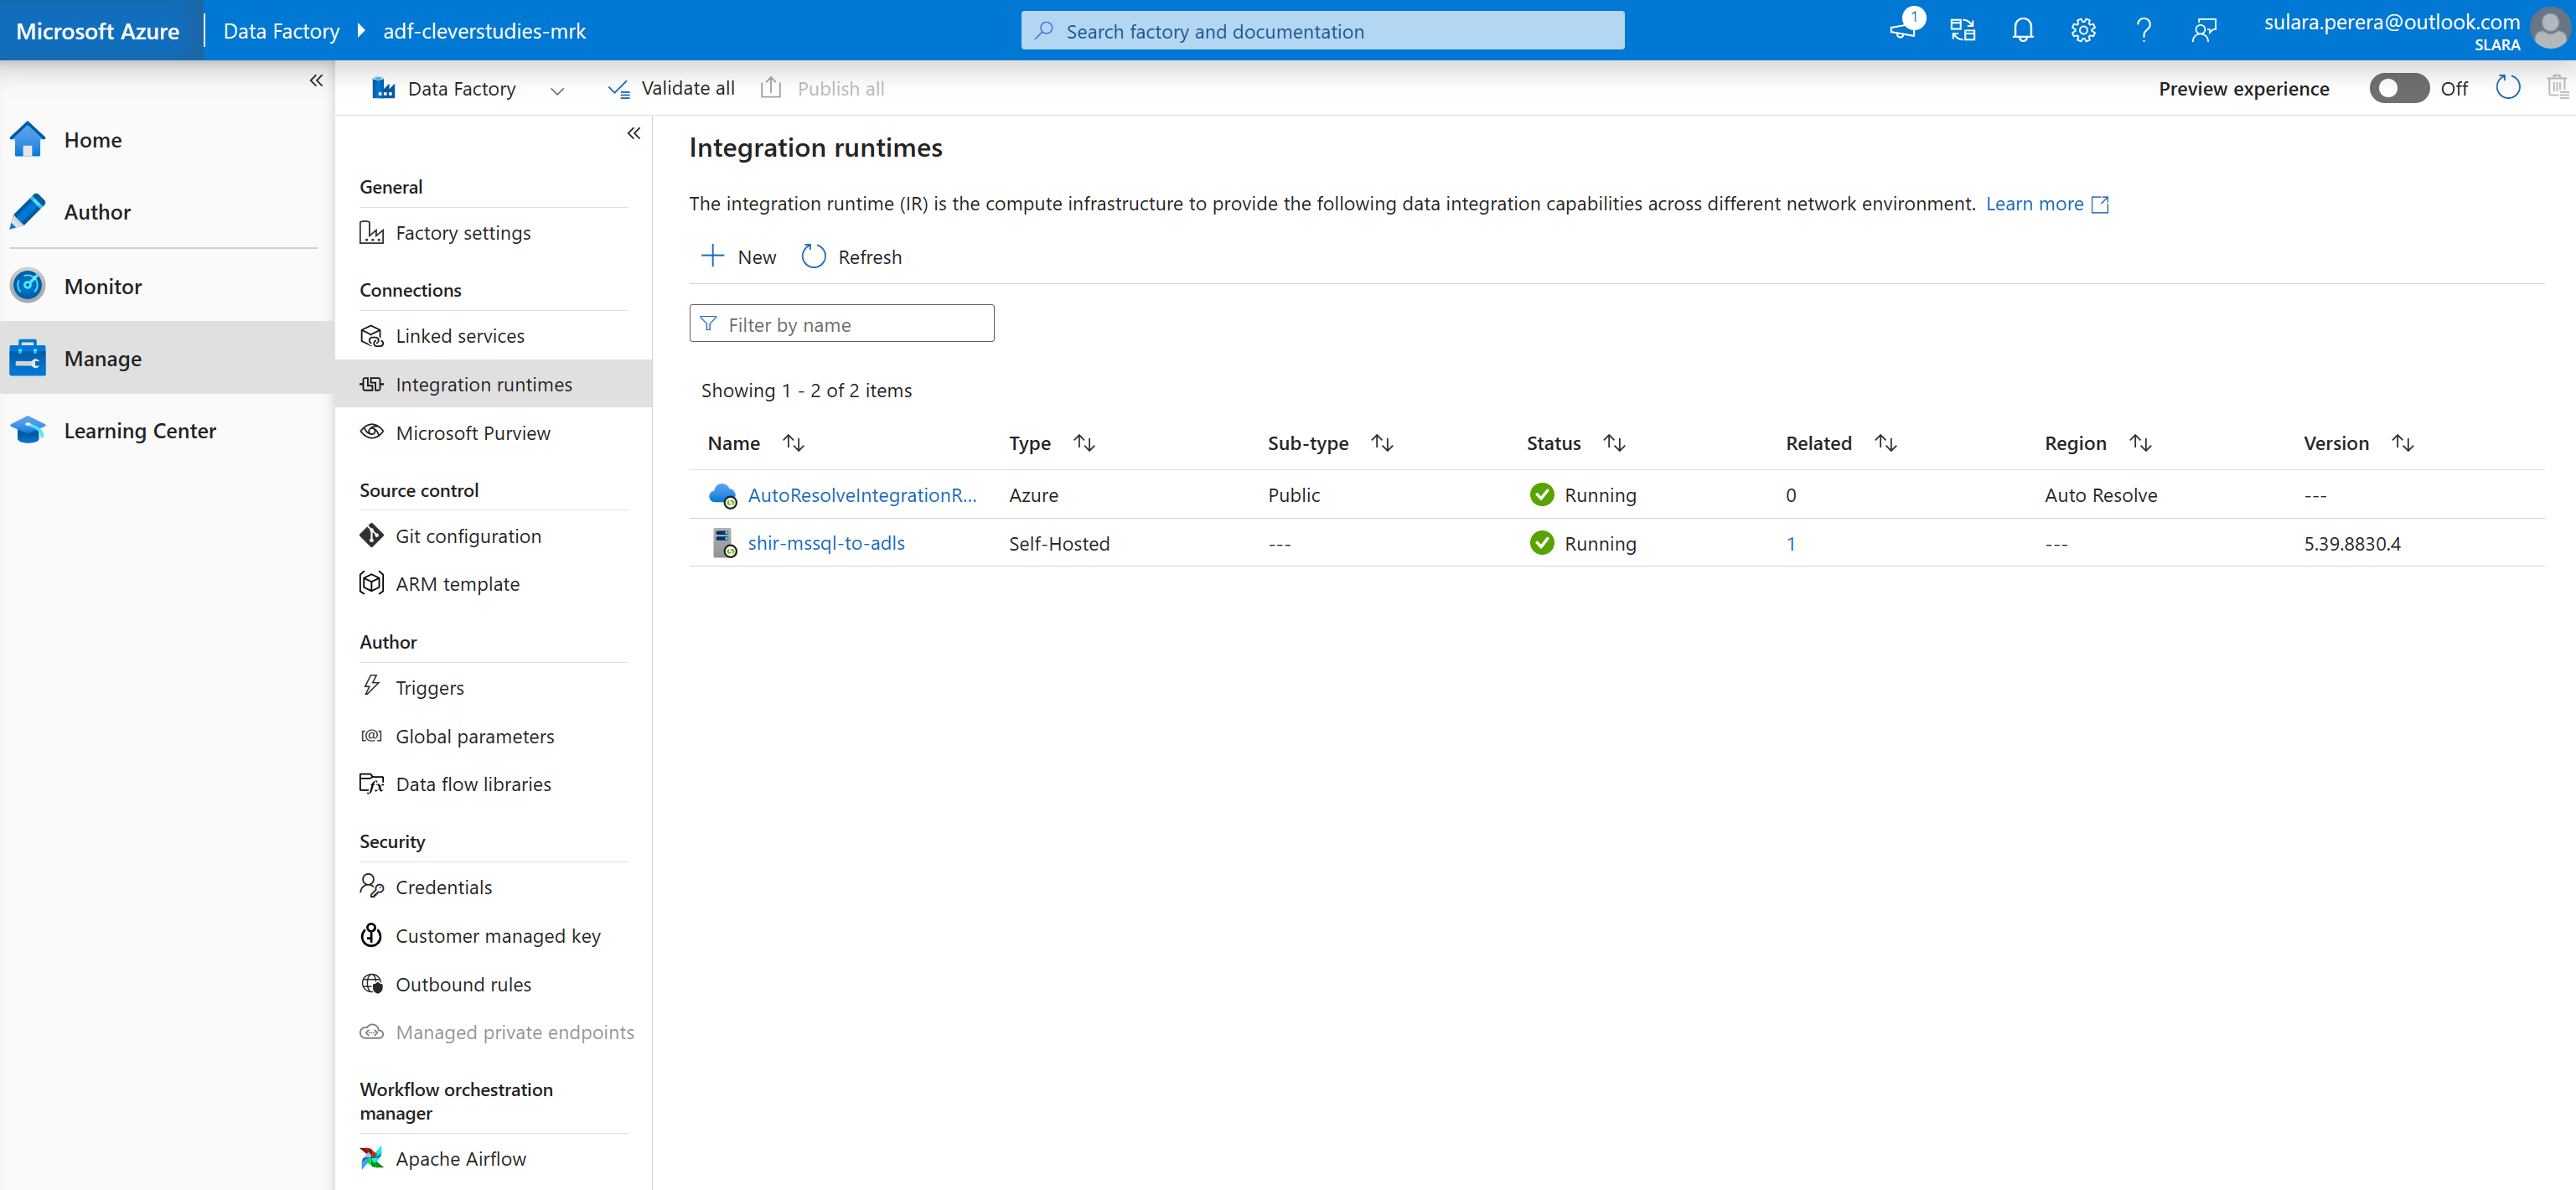 Microsoft Azure
Data Factory
adf-cleverstudies-mrk
Search factory and documentation
1
sulara.perera@outlook.com
SLARA
Data Factory
Validate all
Publish all
Preview experience
Off
Home
Author
Monitor
Manage
Learning Center
General
Factory settings
Connections
Linked services
Integration runtimes
Microsoft Purview
Source control
Git configuration
ARM template
Author
Triggers
Global parameters
Data flow libraries
Security
Credentials
Customer managed key
Outbound rules
Managed private endpoints
Workflow orchestration
manager
Apache Airflow
Integration runtimes
The integration runtime (IR) is the compute infrastructure to provide the following data integration capabilities across different network environment. Learn more
New Refresh
Filter by name
Showing 1 - 2 of 2 items
Name Type Sub-type Status Related Region Version
AutoResolveIntegrationR... Azure Public Running 0 Auto Resolve ---
shir-mssql-to-adls Self-Hosted --- Running 1 --- 5.39.8830.4